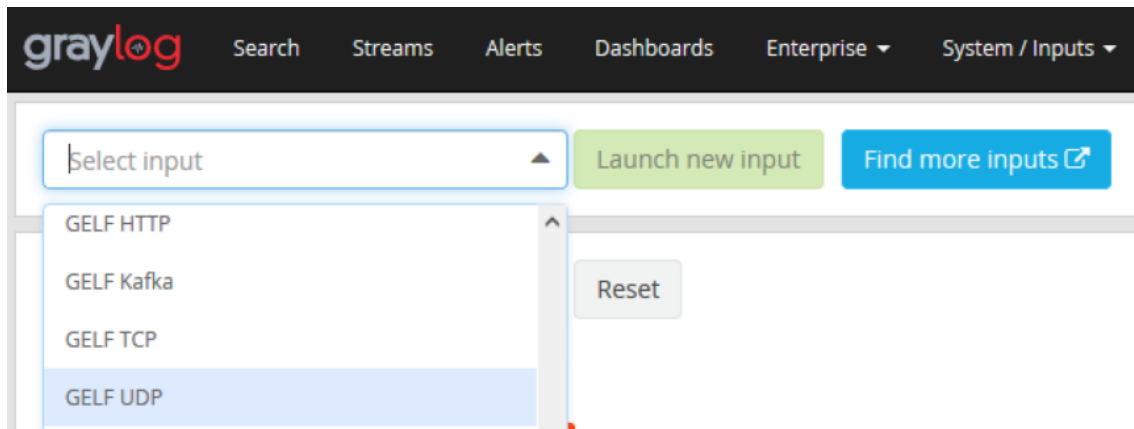 graylog Search Streams Alerts Dashboards Enterprise System / Inputs
Select input Launch new input Find more inputs
GELF HTTP
GELF Kafka Reset
GELF TCP
GELF UDP